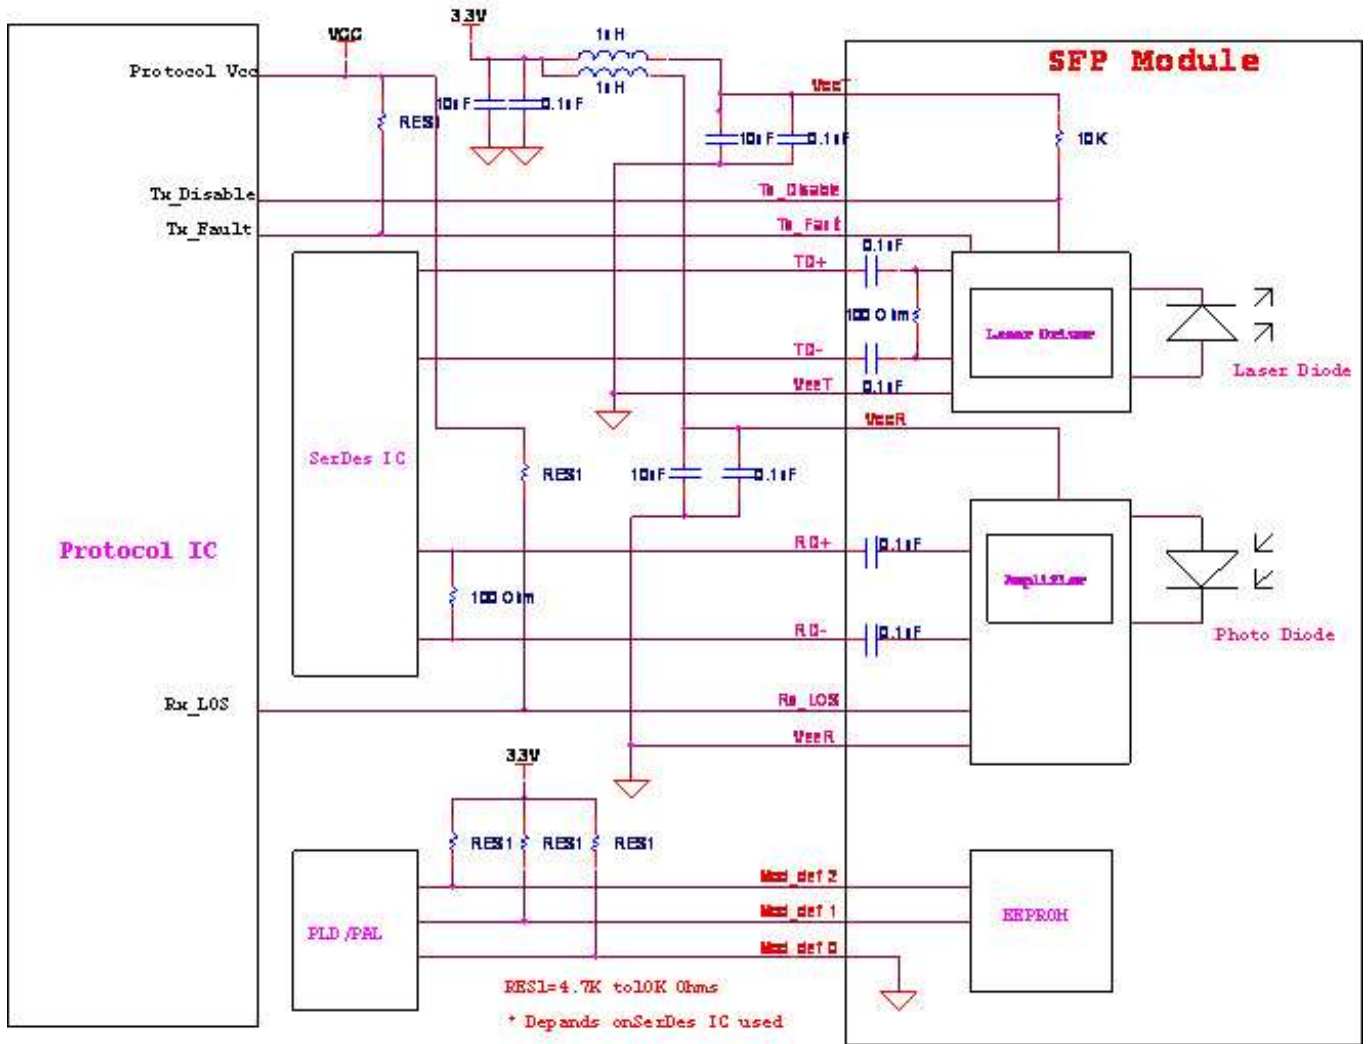 3.3V
VCC
1uH
SFP Module
Protocol Vcc
1uH
VccT
10uF
0.1uF
RES1
10uF
0.1uF
10K
Tx_Disable
Tx_Disable
Tx_Fault
Tx_Fault
0.1uF
TD+
100 Ohm
Laser Driver
TD-
Laser Diode
VeeT
0.1uF
VccR
SerDes IC
RES1
10uF
0.1uF
Protocol IC
RD+
0.1uF
Amplifier
100 Ohm
RD-
0.1uF
Photo Diode
Rx_LOS
Rx_LOS
VeeR
3.3V
RES1
RES1
RES1
Mod_def 2
Mod_def 1
EEPROM
PLD/PAL
Mod_def 0
RES1=4.7K to10K Ohms
* Depands onSerDes IC used